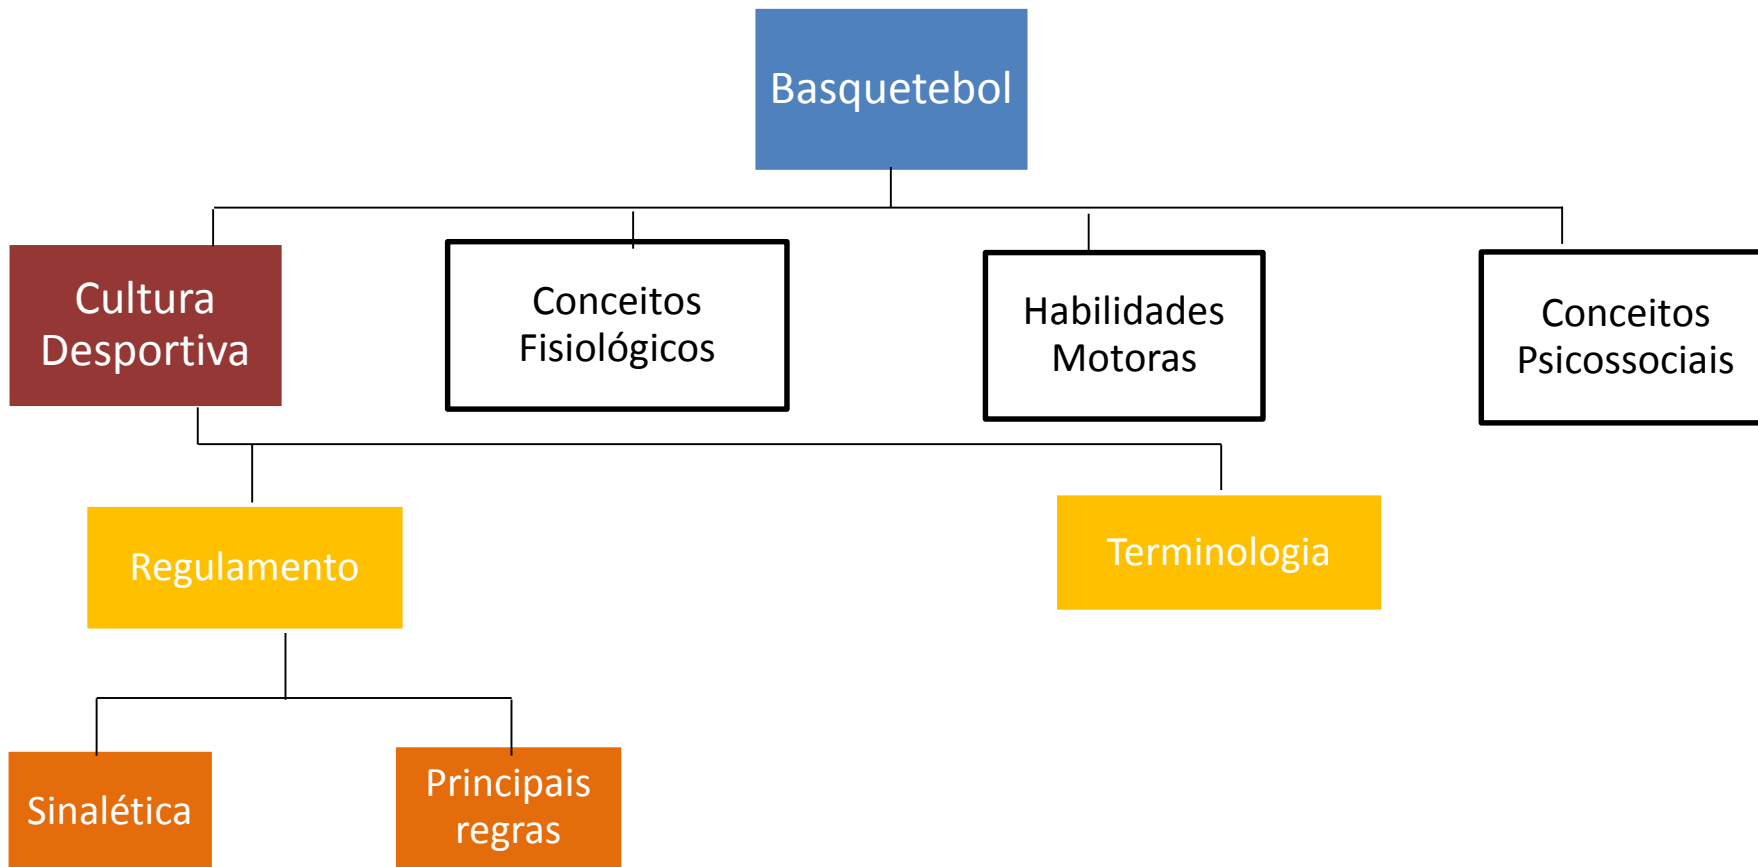 Basquetebol
Cultura
Desportiva
Conceitos
Fisiológicos
Habilidades
Motoras
Conceitos
Psicossociais
Regulamento
Terminologia
Sinalética
Principais
regras